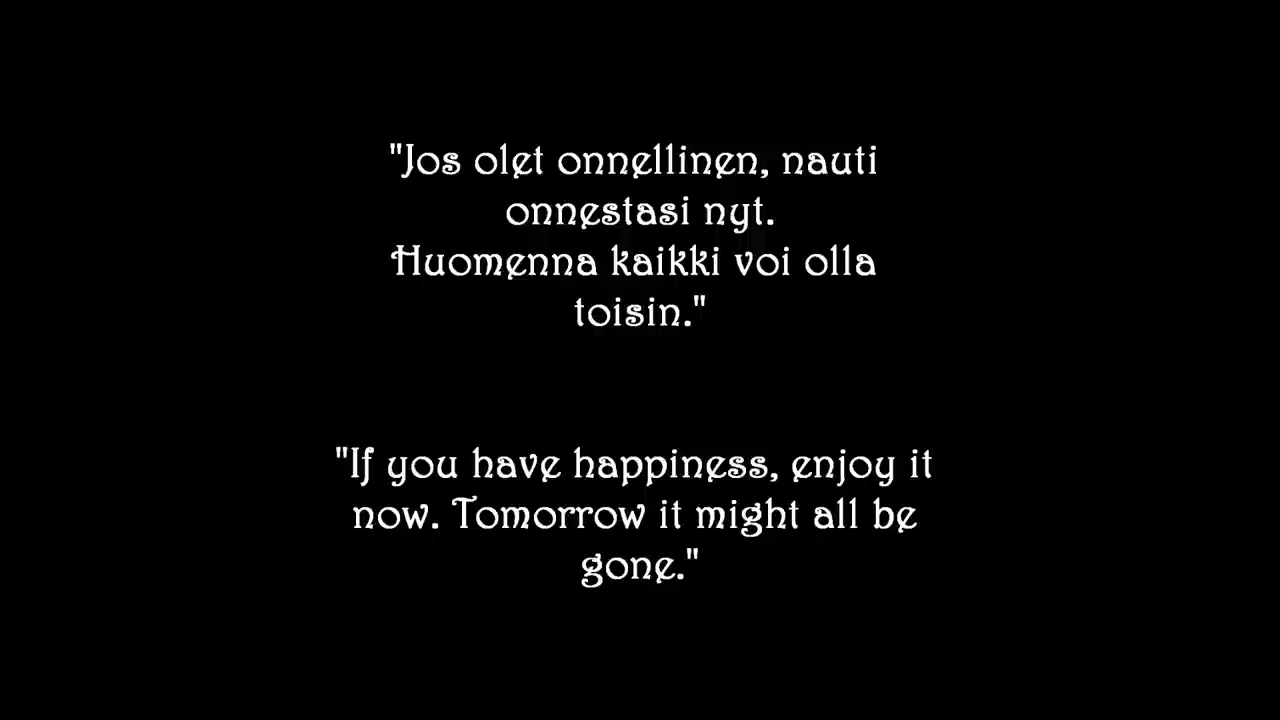 "Jos olet onnellinen, nauti
onnestasi nyt.
Huomenna kaikki voi olla
toisin."
"If you have happiness, enjoy it
now. Tomorrow it might all be
gone."